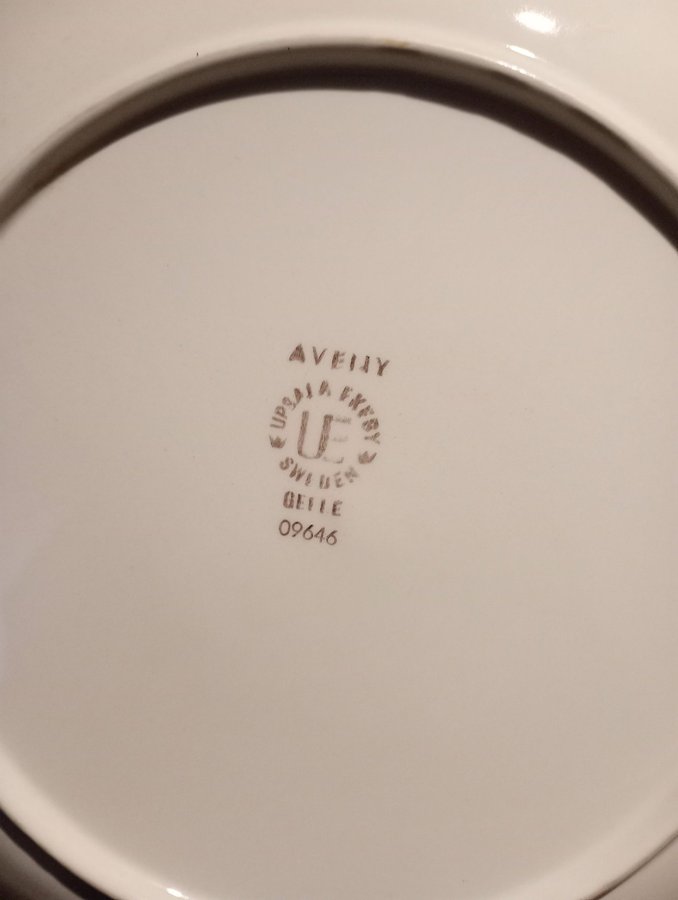 AVELLY
UPSALA EKEBY
UE
SWEDEN
GEFLE
09646